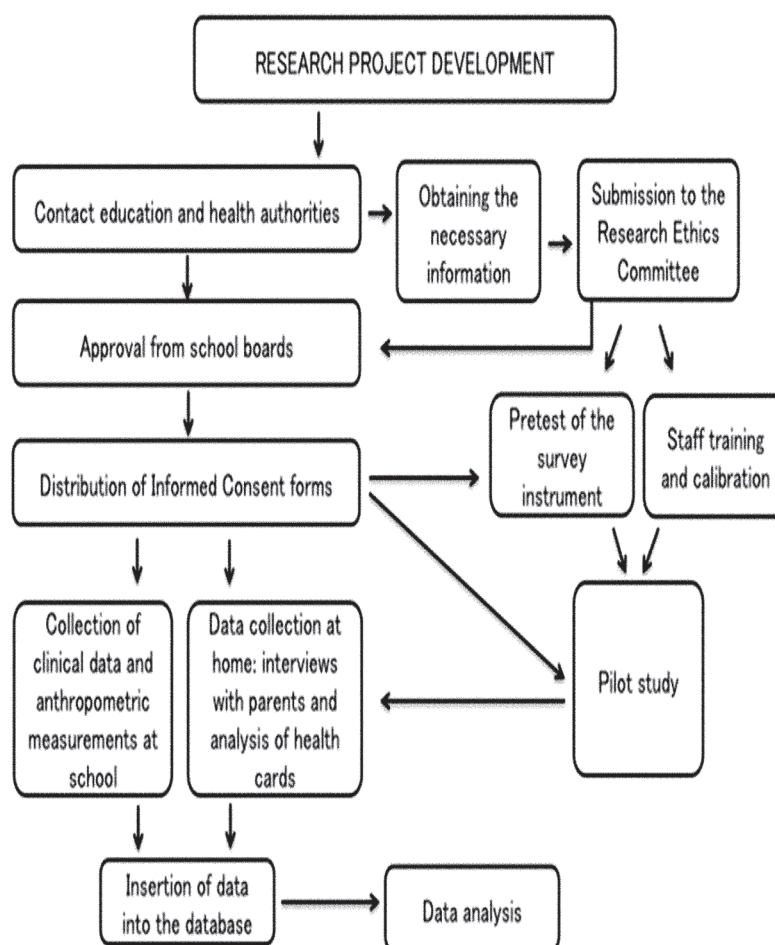 RESEARCH PROJECT DEVELOPMENT
Contact education and health authorities
Obtaining the
necessary
information
Submission to the
Research Ethics
Committee
Approval from school boards
Distribution of Informed Consent forms
Pretest of the
survey
instrument
Staff training
and calibration
Collection of
clinical data and
anthropometric
measurements at
school
Data collection at
home: interviews
with parents and
analysis of health
cards
Pilot study
Insertion of data
into the database
Data analysis